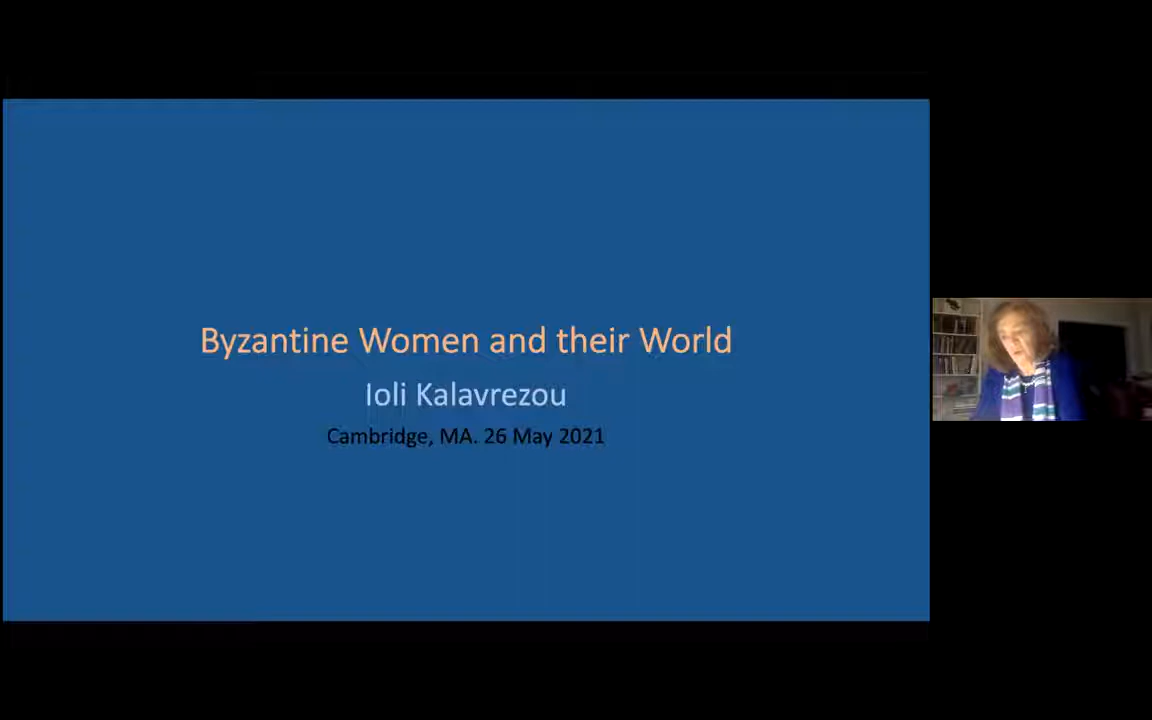 Byzantine Women and their World
Ioli Kalavrezou
Cambridge, MA. 26 May 2021